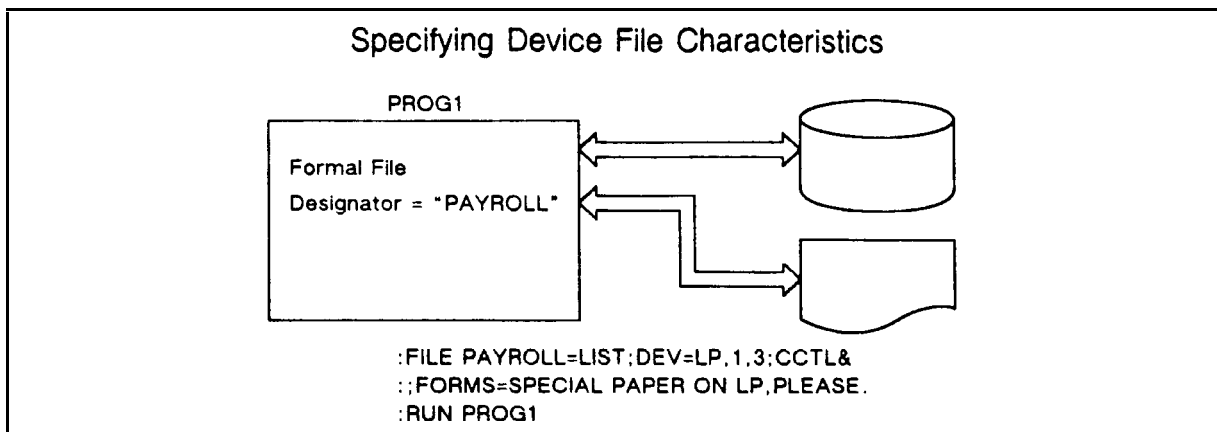 Specifying Device File Characteristics
PROG1
Formal File
Designator = "PAYROLL"
:FILE PAYROLL=LIST;DEV=LP,1,3;CCTL&
:;FORMS=SPECIAL PAPER ON LP,PLEASE.
:RUN PROG1